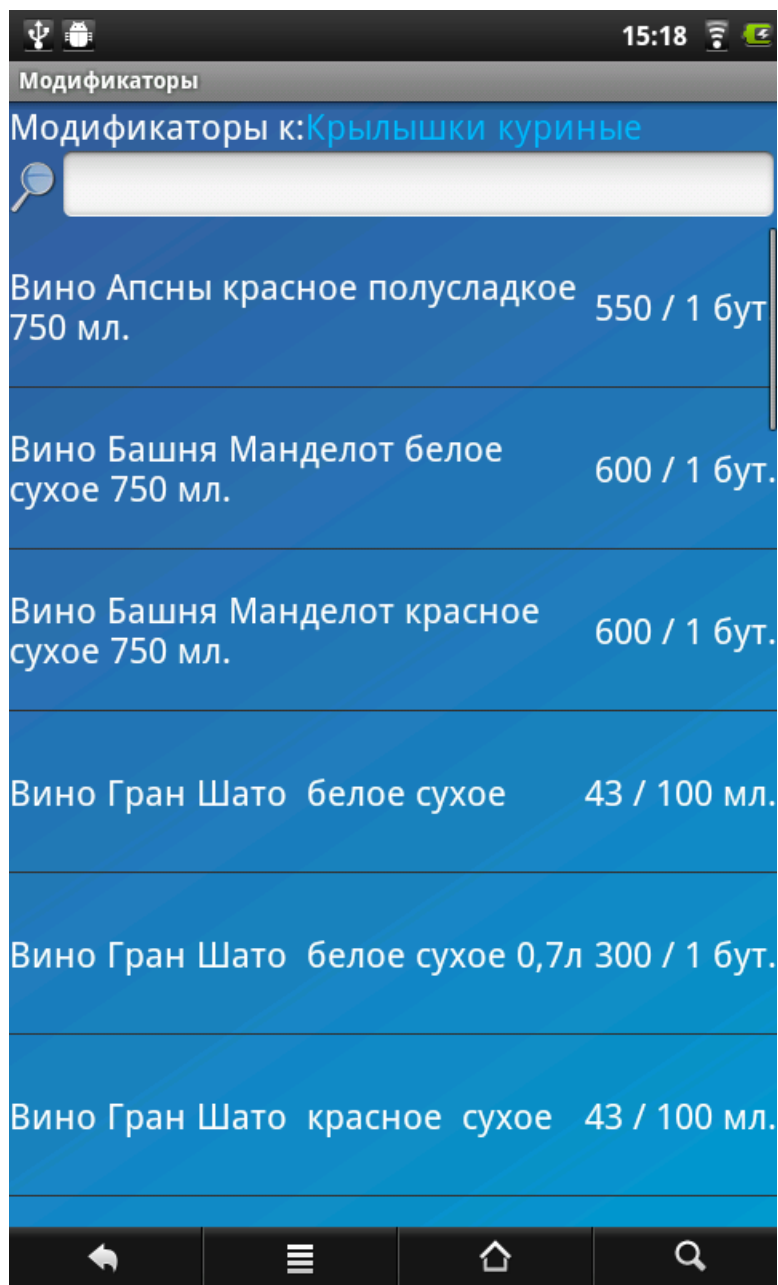 15:18
Модификаторы
Модификаторы к:Крылышки куриные
Вино Апсны красное полусладкое
750 мл.
550 / 1 бут
Вино Башня Манделот белое
сухое 750 мл.
600 / 1 бут.
Вино Башня Манделот красное
сухое 750 мл.
600 / 1 бут.
Вино Гран Шато  белое сухое
43 / 100 мл.
Вино Гран Шато  белое сухое 0,7л
300 / 1 бут.
Вино Гран Шато  красное  сухое
43 / 100 мл.